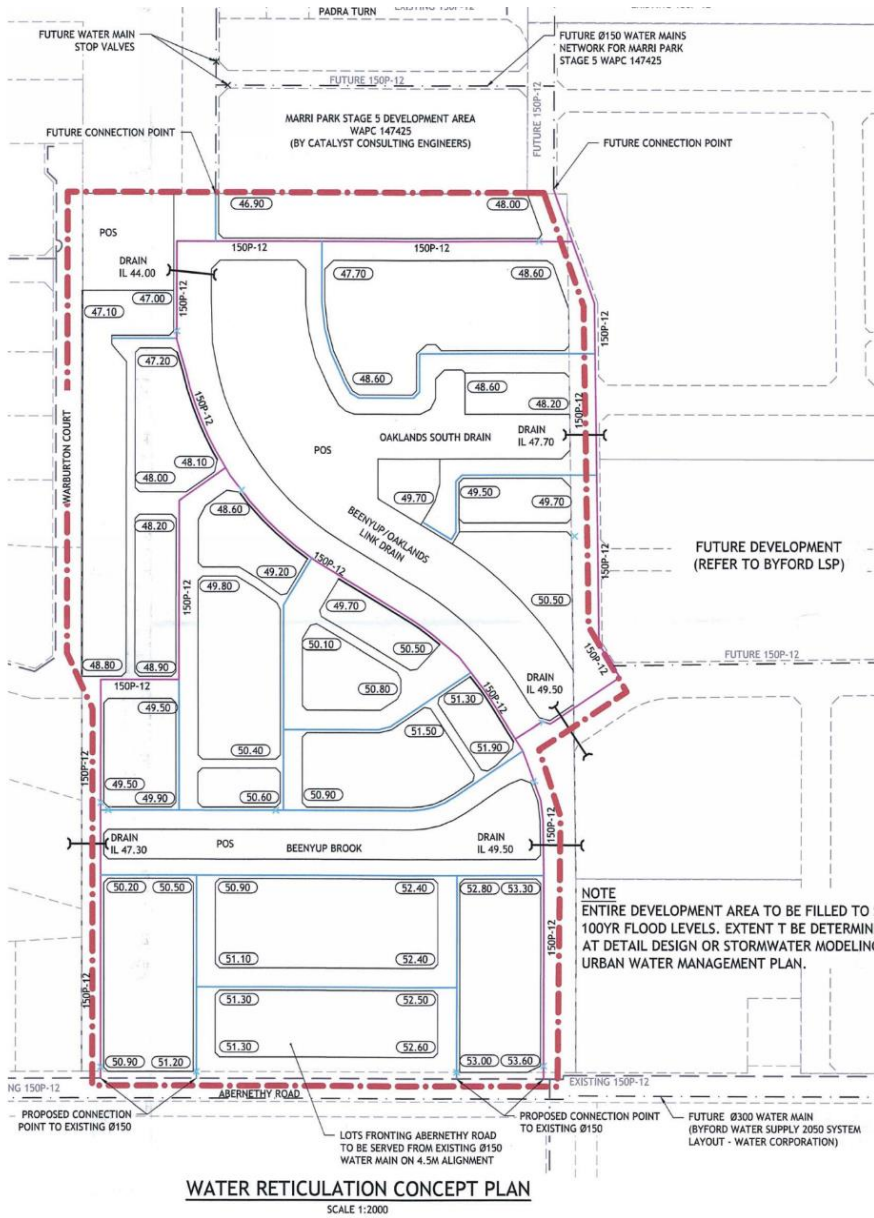 PADRA TURN
FUTURE WATER MAIN
STOP VALVES
FUTURE Ø150 WATER MAINS
NETWORK FOR MARRI PARK
STAGE 5 WAPC 147425
FUTURE 150P-12
MARRI PARK STAGE 5 DEVELOPMENT AREA
WAPC 147425
(BY CATALYST CONSULTING ENGINEERS)
FUTURE 150P-12
FUTURE CONNECTION POINT
FUTURE CONNECTION POINT
46.90
48.00
POS
150P-12
150P-12
DRAIN
IL 44.00
47.70
48.60
150P-12
47.00
47.10
150P-12
47.20
48.60
48.60
150P-12
48.20
150P-12
OAKLANDS SOUTH DRAIN
DRAIN
IL 47.70
POS
WARBURTON COURT
48.10
48.00
49.70
49.50
49.70
48.60
48.20
BEENYUP/OAKLANDS
LINK DRAIN
150P-12
FUTURE DEVELOPMENT
(REFER TO BYFORD LSP)
150P-12
49.20
49.80
150P-12
49.70
50.50
50.10
50.50
48.80
48.90
FUTURE 150P-12
150P-12
150P-12
50.80
DRAIN
IL 49.50
49.50
51.30
150P-12
51.50
50.40
51.90
150P-12
49.50
49.90
50.60
50.90
150P-12
DRAIN
IL 47.30
POS
BEENYUP BROOK
DRAIN
IL 49.50
50.20
50.50
50.90
52.40
52.80
53.30
NOTE
ENTIRE DEVELOPMENT AREA TO BE FILLED TO
100YR FLOOD LEVELS. EXTENT T BE DETERMIN
AT DETAIL DESIGN OR STORMWATER MODELING
URBAN WATER MANAGEMENT PLAN.
150P-12
51.10
52.40
150P-12
51.30
52.50
51.30
52.60
50.90
51.20
53.00
53.60
NG 150P-12
EXISTING 150P-12
ABERNETHY ROAD
PROPOSED CONNECTION
POINT TO EXISTING Ø150
PROPOSED CONNECTION POINT
TO EXISTING Ø150
FUTURE Ø300 WATER MAIN
(BYFORD WATER SUPPLY 2050 SYSTEM
LAYOUT - WATER CORPORATION)
LOTS FRONTING ABERNETHY ROAD
TO BE SERVED FROM EXISTING Ø150
WATER MAIN ON 4.5M ALIGNMENT
WATER RETICULATION CONCEPT PLAN
SCALE 1:2000